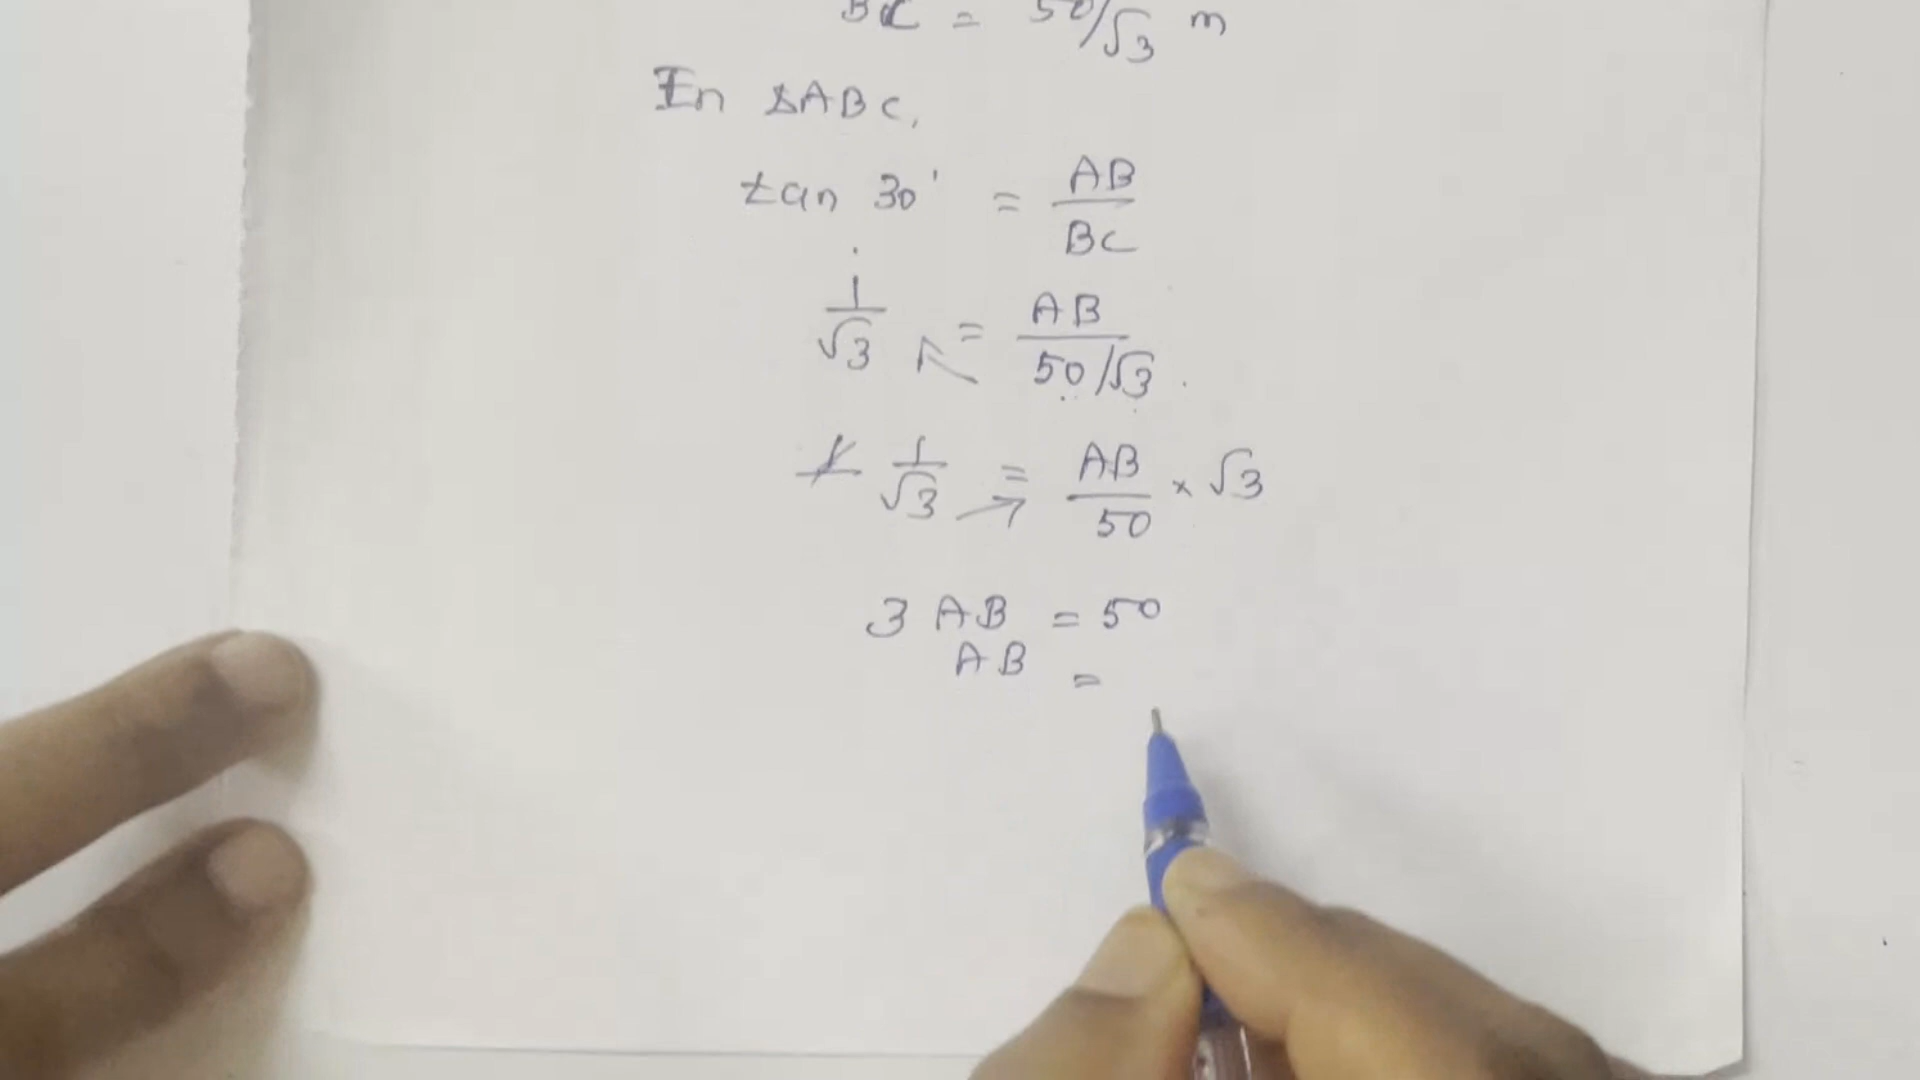 BC = 50/√3 m
In ΔABC,
tan 30° = AB/BC
1/√3 = AB/50/√3
1/√3 = AB/50 × √3
3 AB = 50
AB =